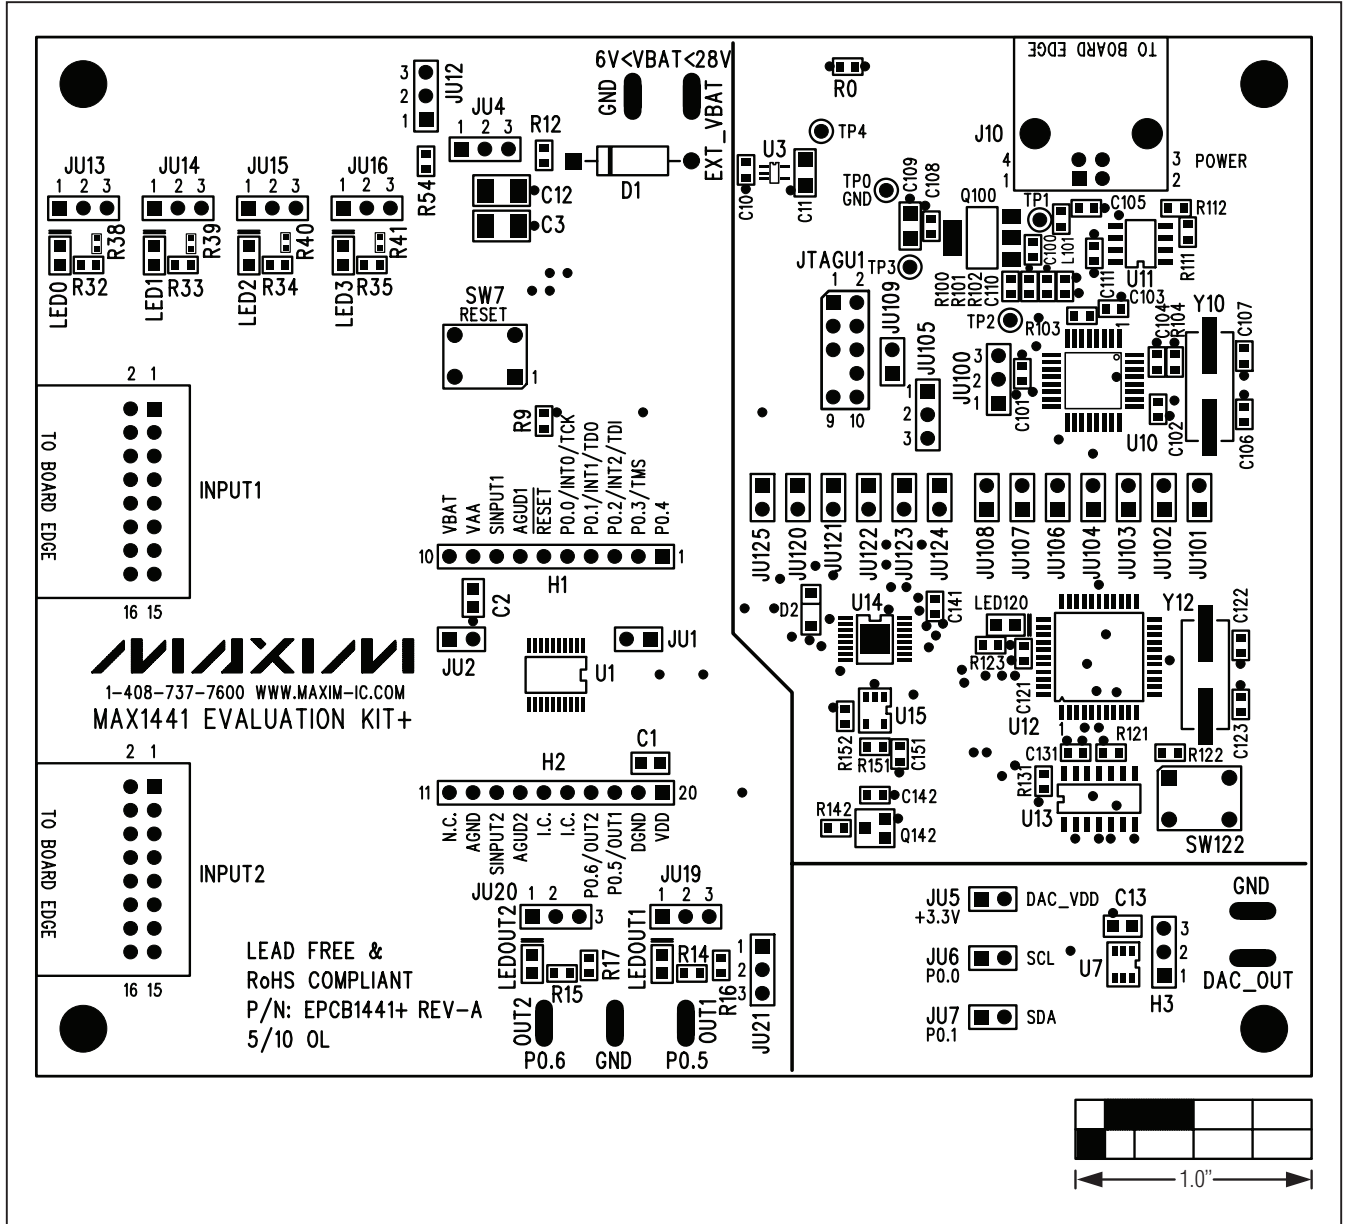 6V<VBAT<28V
GND
EXT_VBAT
3
2
1
JU12
JU4
1 2 3
R12
R54
D1
C12
C3
JU13
1 2 3
JU14
1 2 3
JU15
1 2 3
JU16
1 2 3
LED0
R38
R32
LED1
R39
R33
LED2
R40
R34
LED3
R41
R35
SW7
RESET
1
R9
R0
TP4
U3
C10
C11
TP0
GND
C109
C108
Q100
TP3
TO BOARD EDGE
J10
4
1
3
2
POWER
TP1
C105
R112
R111
C100
L101
C111
U11
R100
R101
R102
C110
C103
TP2
R103
1
Y10
C104
R104
C107
JTAGU1
1 2
9 10
JU109
JU105
1
2
3
JU100
3
2
1
C101
U10
C102
C106
2 1
TO BOARD EDGE
INPUT1
16 15
VBAT
VAA
SINPUT1
AGUD1
RESET
P0.0/INT0/TCK
P0.1/INT1/TDO
P0.2/INT2/TDI
P0.3/TMS
P0.4
10
1
H1
C2
JU2
JU1
U1
JU125
JU120
JU121
JU122
JU123
JU124
JU108
JU107
JU106
JU104
JU103
JU102
JU101
D2
U14
C141
LED120
R123
C121
Y12
C122
C123
U12
1
R121
R122
U15
R152
R151
C151
C131
R131
U13
SW122
C142
R142
Q142
MAXIM
1-408-737-7600 WWW.MAXIM-IC.COM
MAX1441 EVALUATION KIT+
2 1
TO BOARD EDGE
INPUT2
16 15
C1
H2
11
20
N.C.
AGND
SINPUT2
AGUD2
I.C.
I.C.
P0.6/OUT2
P0.5/OUT1
DGND
VDD
JU20
1 2
3
JU19
1 2 3
LEDOUT2
R17
R15
LEDOUT1
R14
R16
1
2
3
JU21
OUT2
OUT1
P0.6
GND
P0.5
LEAD FREE &
RoHS COMPLIANT
P/N: EPCB1441+ REV-A
5/10 OL
JU5
+3.3V
DAC_VDD
JU6
P0.0
SCL
JU7
P0.1
SDA
C13
U7
3
2
1
H3
GND
DAC_OUT
1.0”